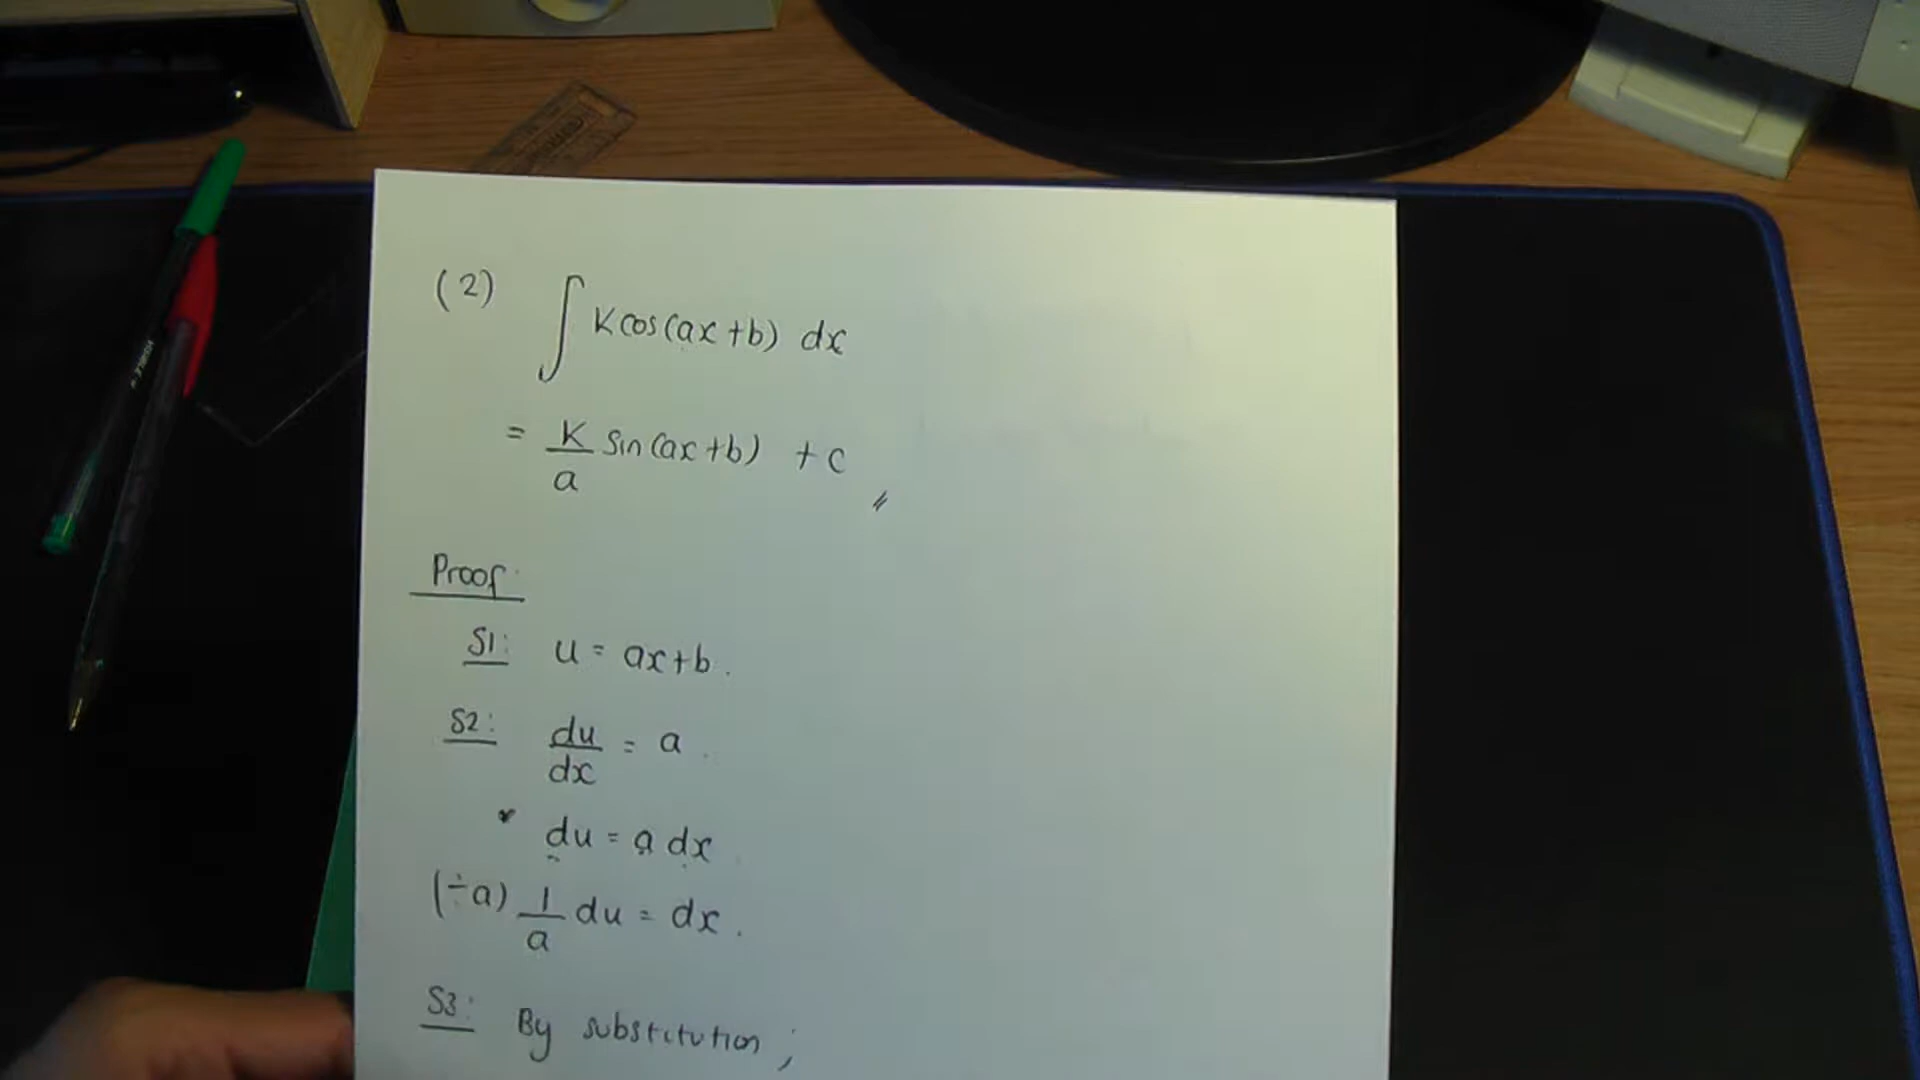 (2) ∫ K cos(ax+b) dx
= K/a sin(ax+b) + c //
Proof:
S1: u = ax+b.
S2: du/dx = a.
du = a dx
(÷a) 1/a du = dx.
S3: By substitution;